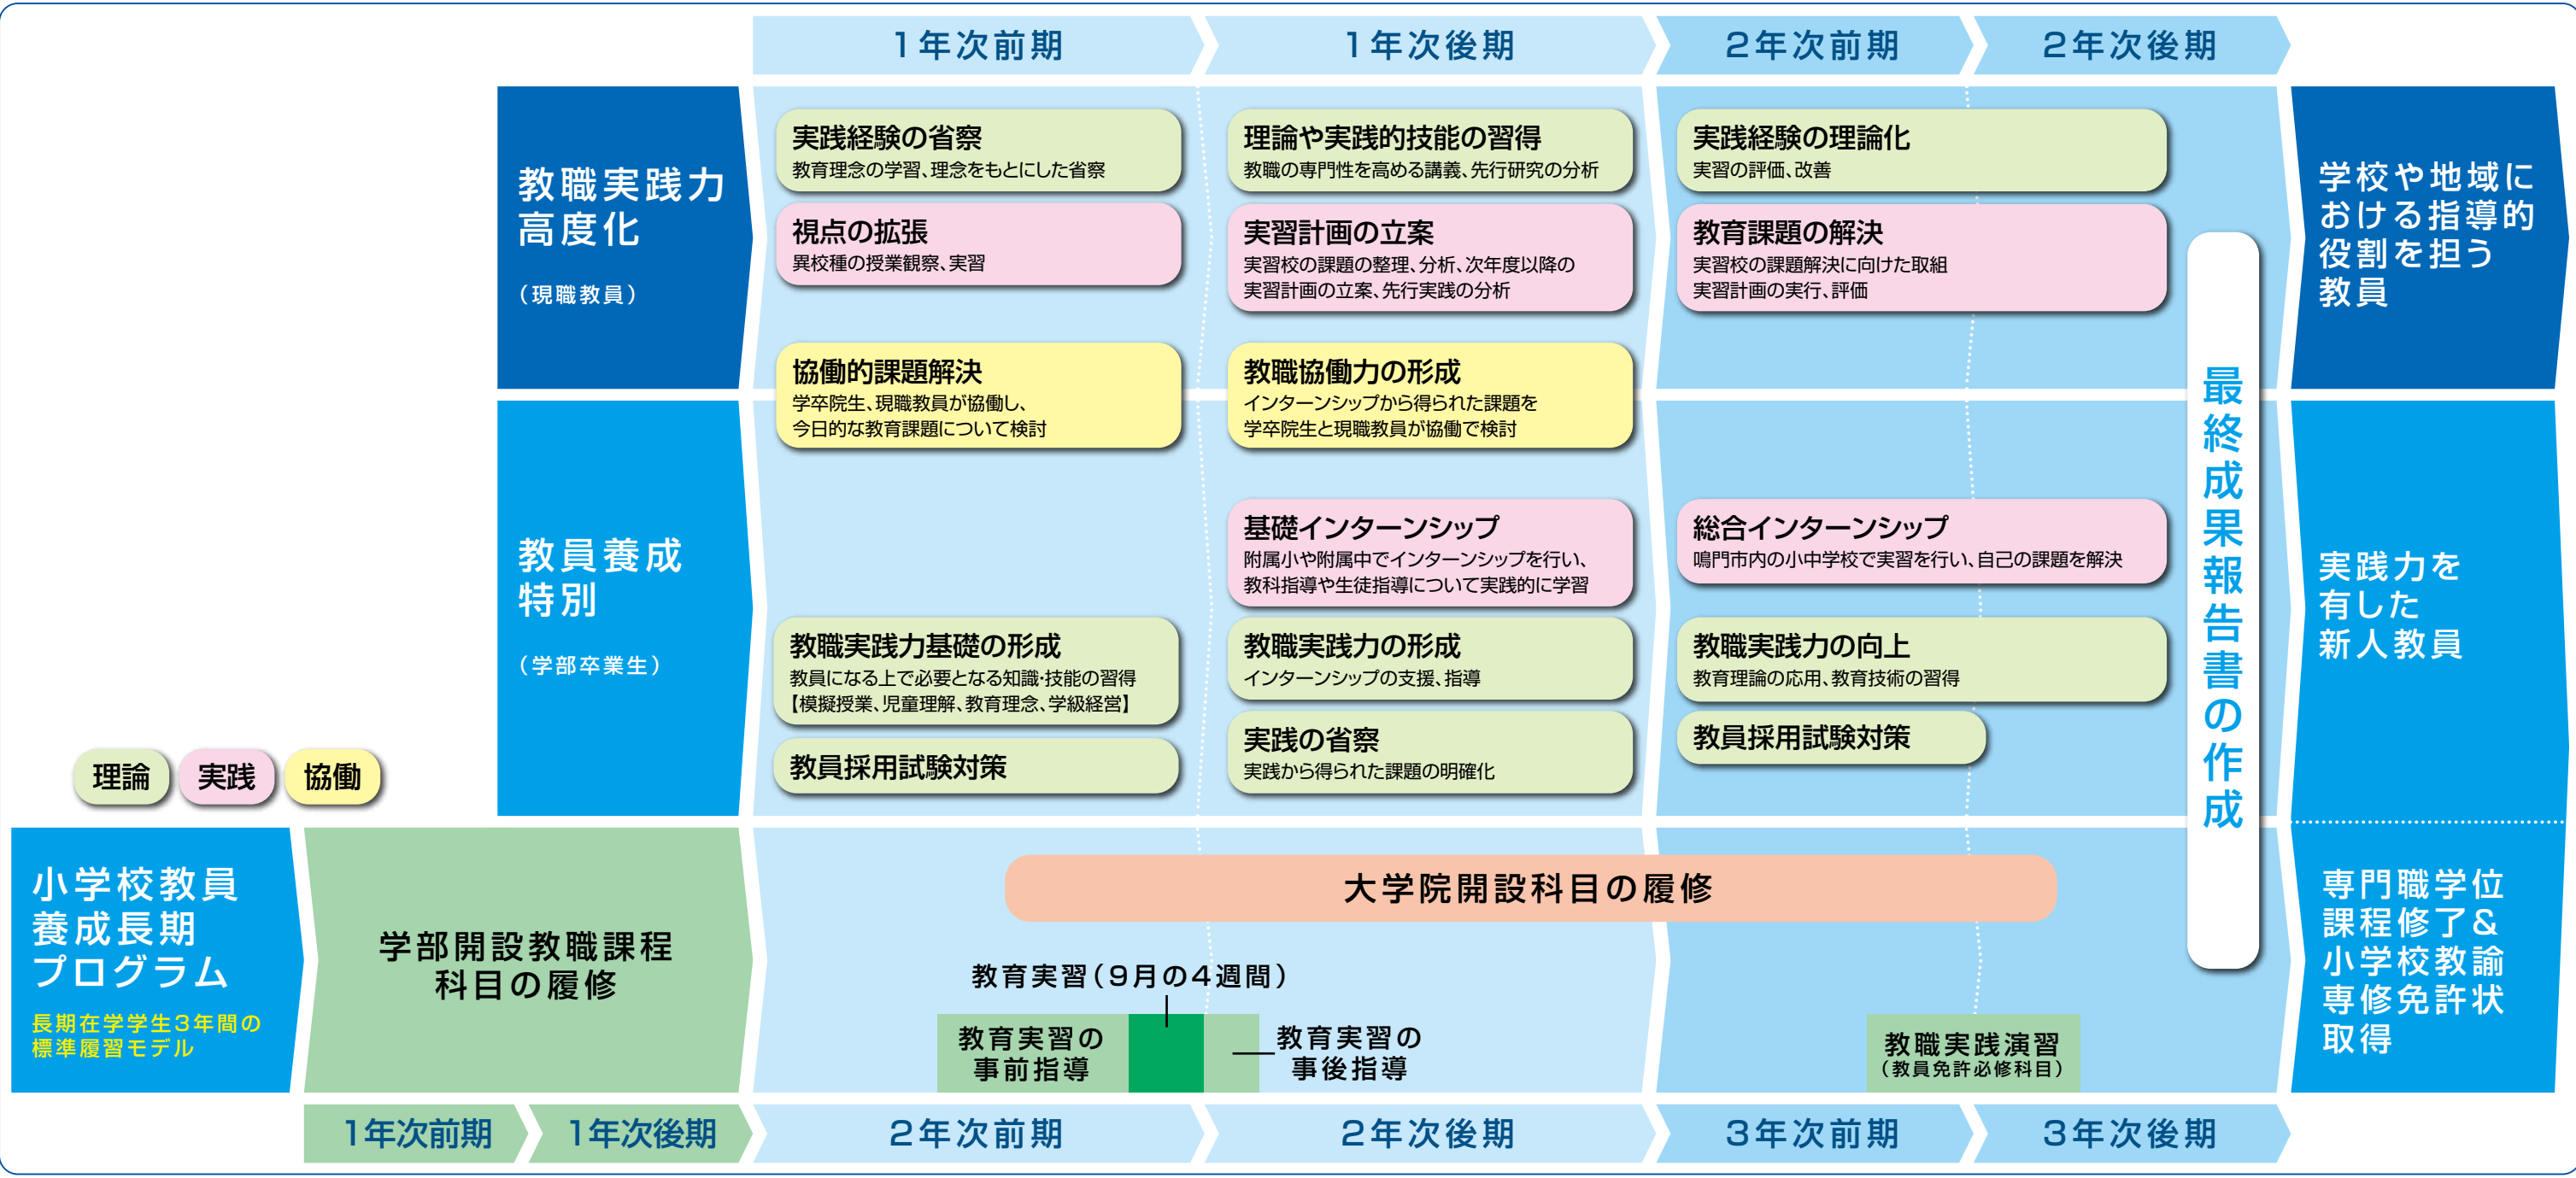 1年次前期
1年次後期
2年次前期
2年次後期
教職実践力
高度化
（現職教員）
実践経験の省察
教育理念の学習、理念をもとにした省察
視点の拡張
異校種の授業観察、実習
理論や実践的技能の習得
教職の専門性を高める講義、先行研究の分析
実習計画の立案
実習校の課題の整理、分析、次年度以降の
実習計画の立案、先行実践の分析
実践経験の理論化
実習の評価、改善
教育課題の解決
実習校の課題解決に向けた取組
実習計画の実行、評価
学校や地域に
おける指導的
役割を担う
教員
協働的課題解決
学卒院生、現職教員が協働し、
今日的な教育課題について検討
教職協働力の形成
インターンシップから得られた課題を
学卒院生と現職教員が協働で検討
最終成果報告書の作成
教員養成
特別
（学部卒業生）
教職実践力基礎の形成
教員になる上で必要となる知識・技能の習得
【模擬授業、児童理解、教育理念、学級経営】
教員採用試験対策
基礎インターンシップ
附属小や附属中でインターンシップを行い、
教科指導や生徒指導について実践的に学習
教職実践力の形成
インターンシップの支援、指導
実践の省察
実践から得られた課題の明確化
総合インターンシップ
鳴門市内の小中学校で実習を行い、自己の課題を解決
教職実践力の向上
教育理論の応用、教育技術の習得
教員採用試験対策
実践力を
有した
新人教員
理論
実践
協働
小学校教員
養成長期
プログラム
長期在学学生3年間の
標準履習モデル
学部開設教職課程
科目の履修
大学院開設科目の履修
教育実習（9月の4週間）
教育実習の
事前指導
教育実習の
事後指導
教職実践演習
（教員免許必修科目）
専門職学位
課程修了&
小学校教諭
専修免許状
取得
1年次前期
1年次後期
2年次前期
2年次後期
3年次前期
3年次後期